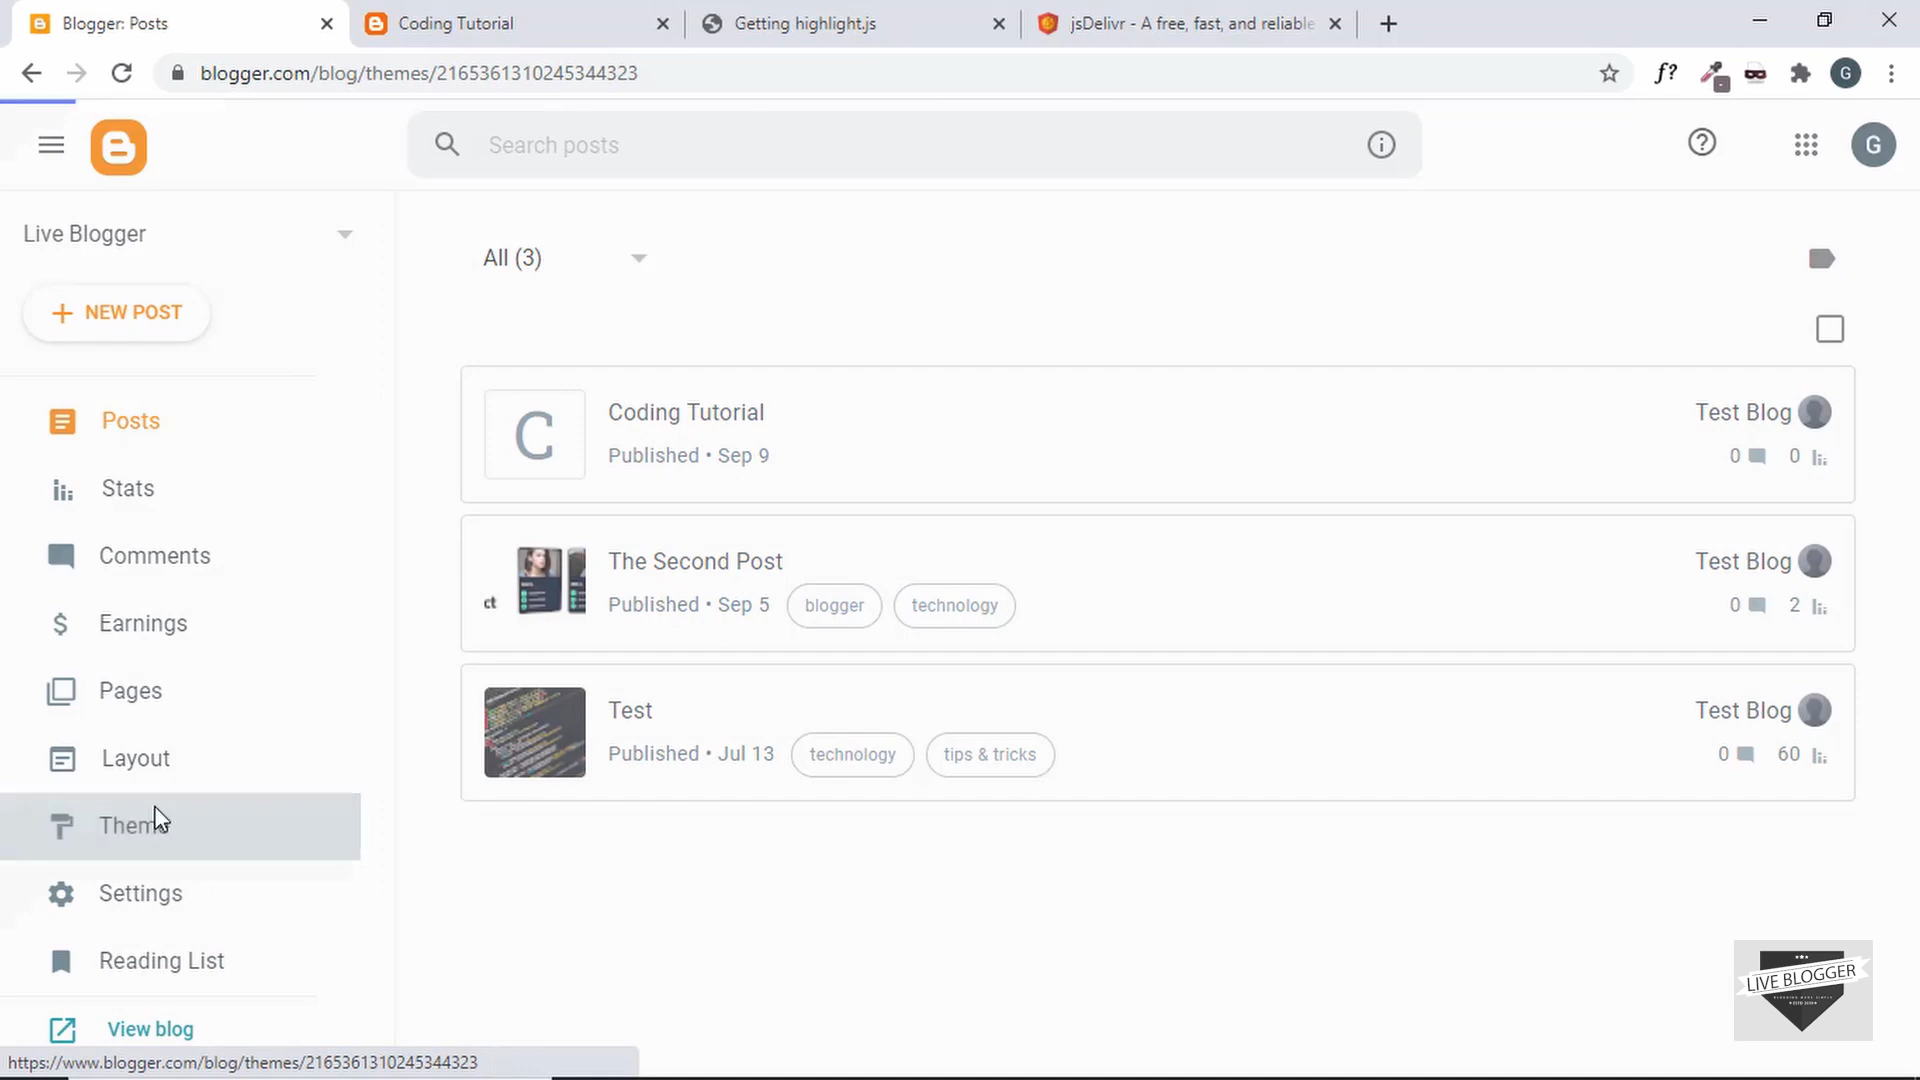 Blogger: Posts
Coding Tutorial
Getting highlight.js
jsDelivr - A free, fast, and reliable
blogger.com/blog/themes/2165361310245344323
f?
G
Search posts
G
Live Blogger
All (3)
NEW POST
Posts
Stats
Comments
Earnings
Pages
Layout
Theme
Settings
Reading List
View blog
C
Coding Tutorial
Test Blog
Published • Sep 9
0
0
ct
The Second Post
Test Blog
Published • Sep 5
blogger
technology
0
2
Test
Test Blog
Published • Jul 13
technology
tips & tricks
0
60
LIVE BLOGGER
https://www.blogger.com/blog/themes/2165361310245344323